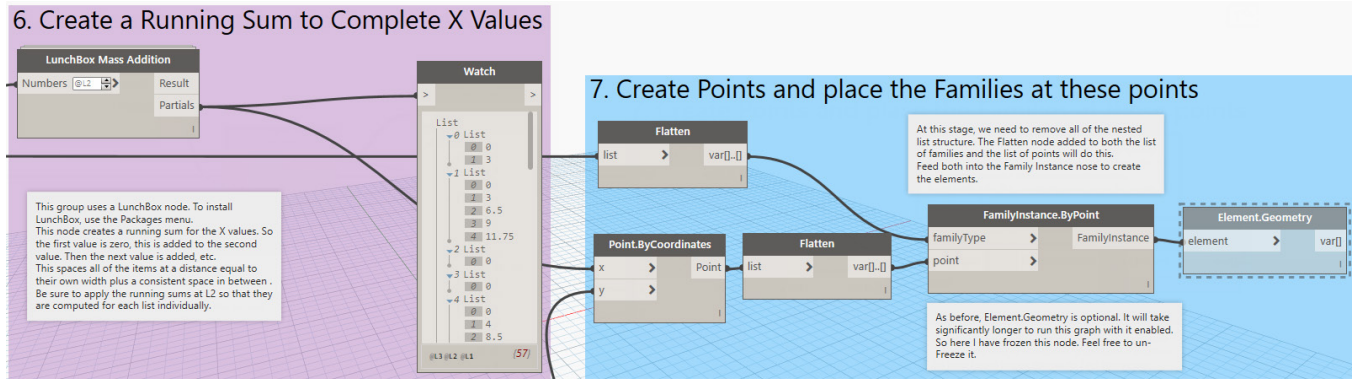 6. Create a Running Sum to Complete X Values
LunchBox Mass Addition
Numbers @L2 > Result
Partials
Watch
> >
List
0 List
0 0
1 3
1 List
0 0
1 3
2 6.5
3 9
4 11.75
2 List
0 0
3 List
0 0
4 List
0 0
1 4
2 8.5
@L3 @L2 @L1 {57}
This group uses a LunchBox node. To install
LunchBox, use the Packages menu.
This node creates a running sum for the X values. So
the first value is zero, this is added to the second
value. Then the next value is added, etc.
This spaces all of the items at a distance equal to
their own width plus a consistent space in between .
Be sure to apply the running sums at L2 so that they
are computed for each list individually.
7. Create Points and place the Families at these points
Flatten
list > var[]..[]
At this stage, we need to remove all of the nested
list structure. The Flatten node added to both the list
of families and the list of points will do this.
Feed both into the Family Instance nose to create
the elements.
Point.ByCoordinates
x > Point
y >
Flatten
list > var[]..[]
FamilyInstance.ByPoint
familyType > FamilyInstance
point >
Element.Geometry
element > var[]
As before, Element.Geometry is optional. It will take
significantly longer to run this graph with it enabled.
So here I have frozen this node. Feel free to un-
Freeze it.